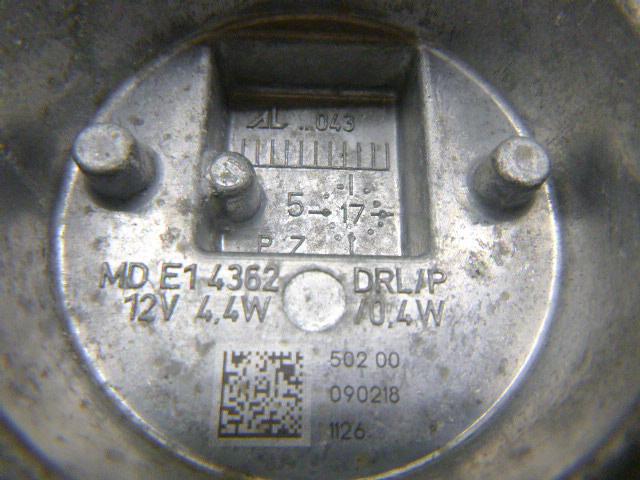 AL ...043
5 17
P Z
MD E1 4362 DRL/P
12V 4,4W /0,4W
502 00
090218
1126